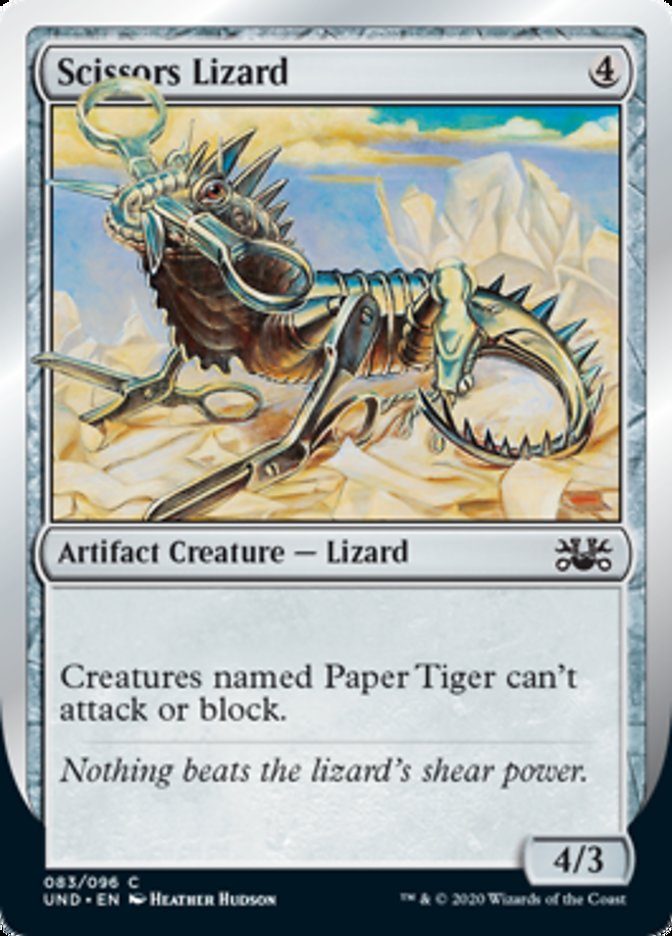 Scissors Lizard 4
Artifact Creature — Lizard
Creatures named Paper Tiger can't
attack or block.
Nothing beats the lizard's shear power.
4/3
083/096 C
UND • EN Heather Hudson ™ & © 2020 Wizards of the Coast